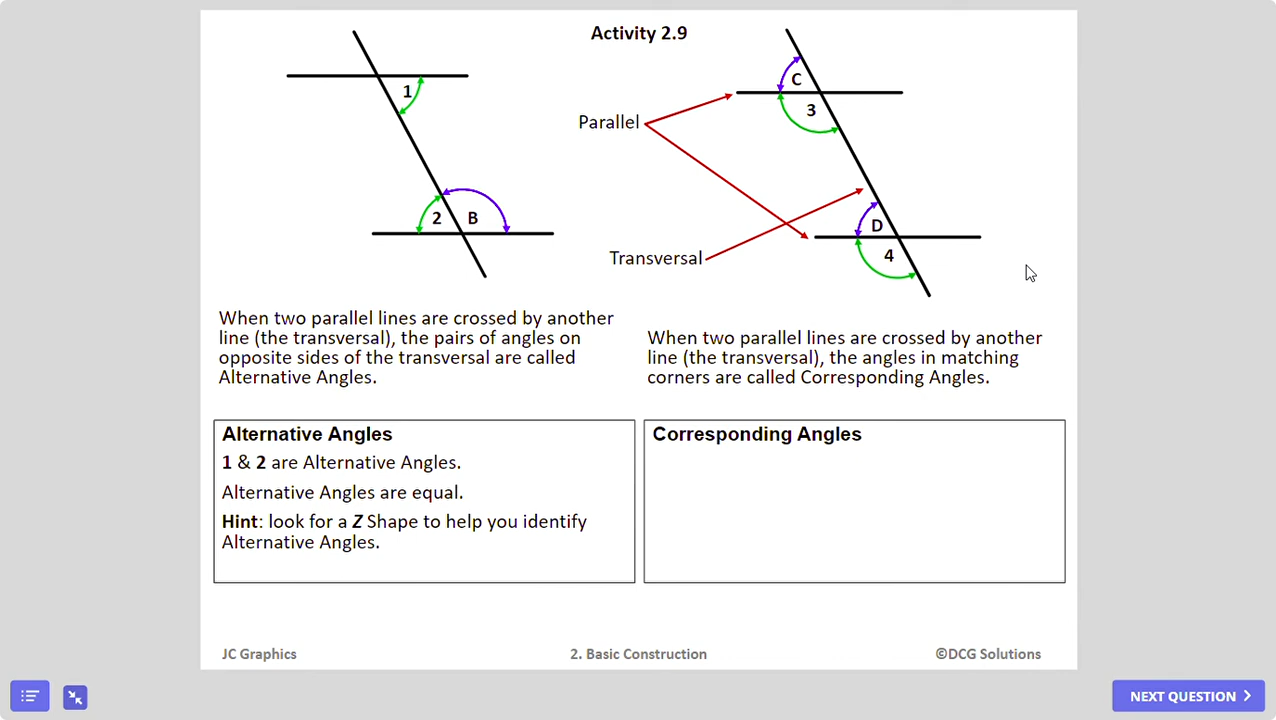 Activity 2.9
1
2
B
C
3
Parallel
D
Transversal
4
When two parallel lines are crossed by another
line (the transversal), the pairs of angles on
opposite sides of the transversal are called
Alternative Angles.
When two parallel lines are crossed by another
line (the transversal), the angles in matching
corners are called Corresponding Angles.
Alternative Angles
1 & 2 are Alternative Angles.
Alternative Angles are equal.
Hint: look for a Z Shape to help you identify
Alternative Angles.
Corresponding Angles
JC Graphics
2. Basic Construction
©DCG Solutions
NEXT QUESTION